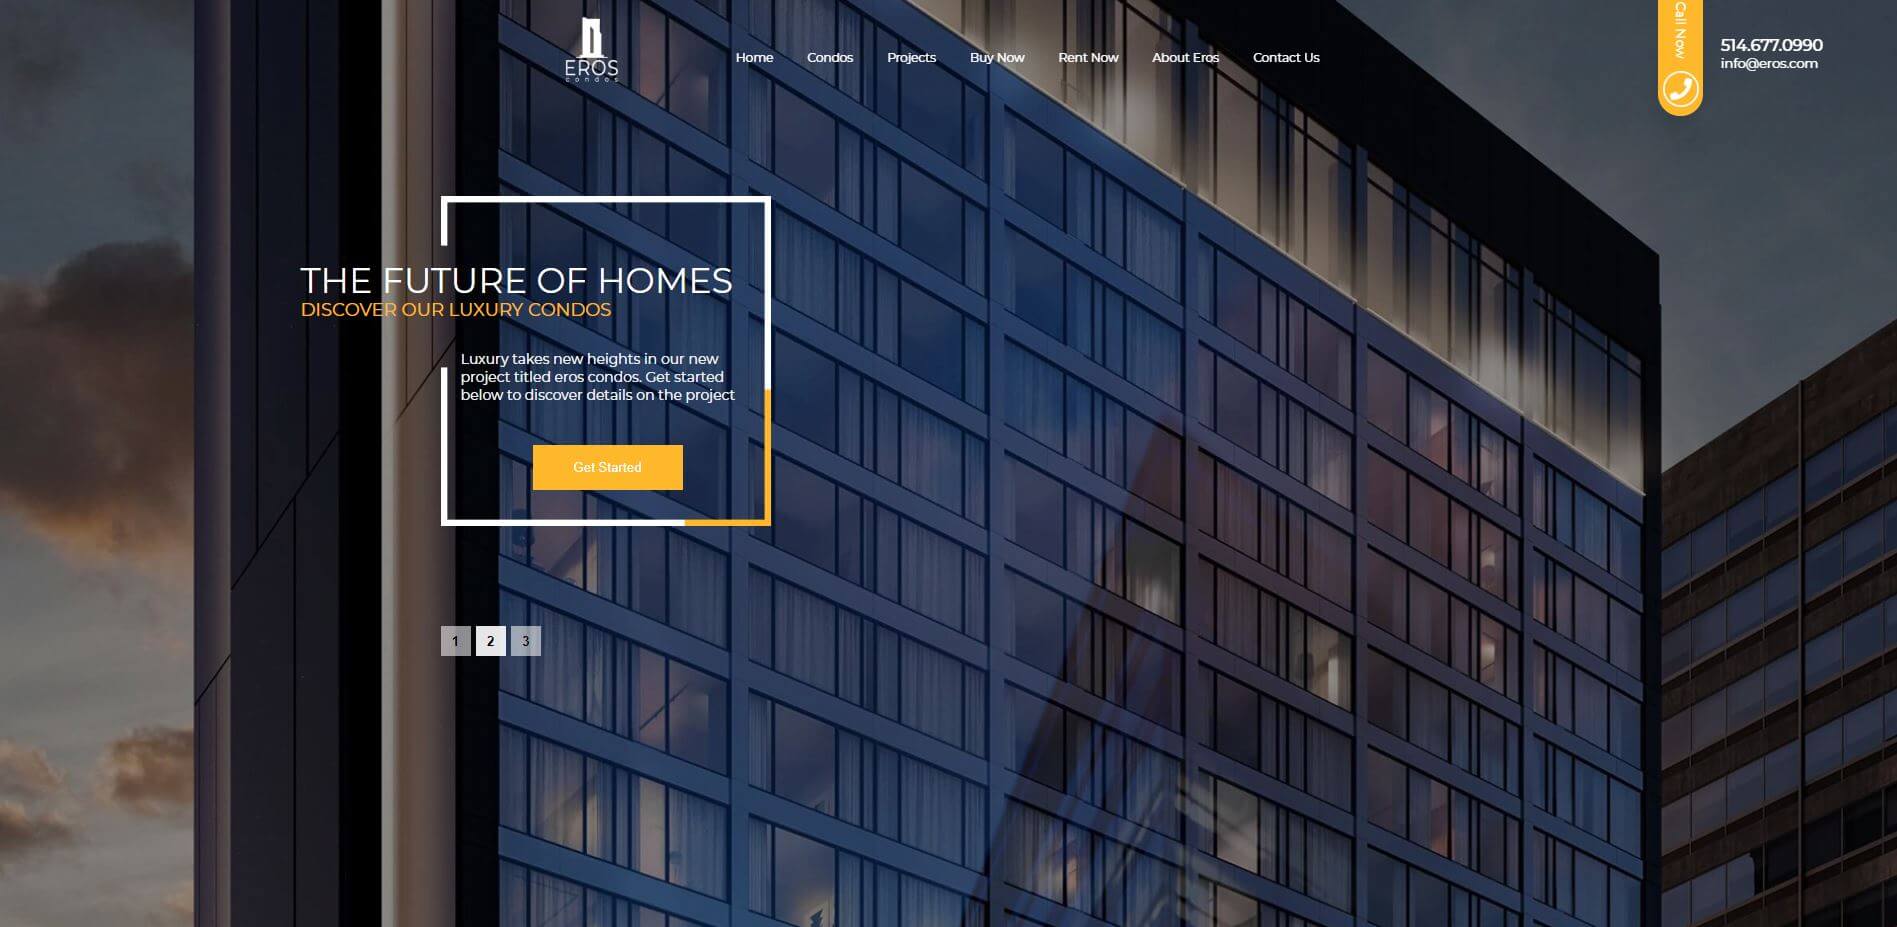 EROS
condos
Home
Condos
Projects
Buy Now
Rent Now
About Eros
Contact Us
Call Now
514.677.0990
info@eros.com
THE FUTURE OF HOMES
DISCOVER OUR LUXURY CONDOS
Luxury takes new heights in our new
project titled eros condos. Get started
below to discover details on the project
Get Started
1
2
3